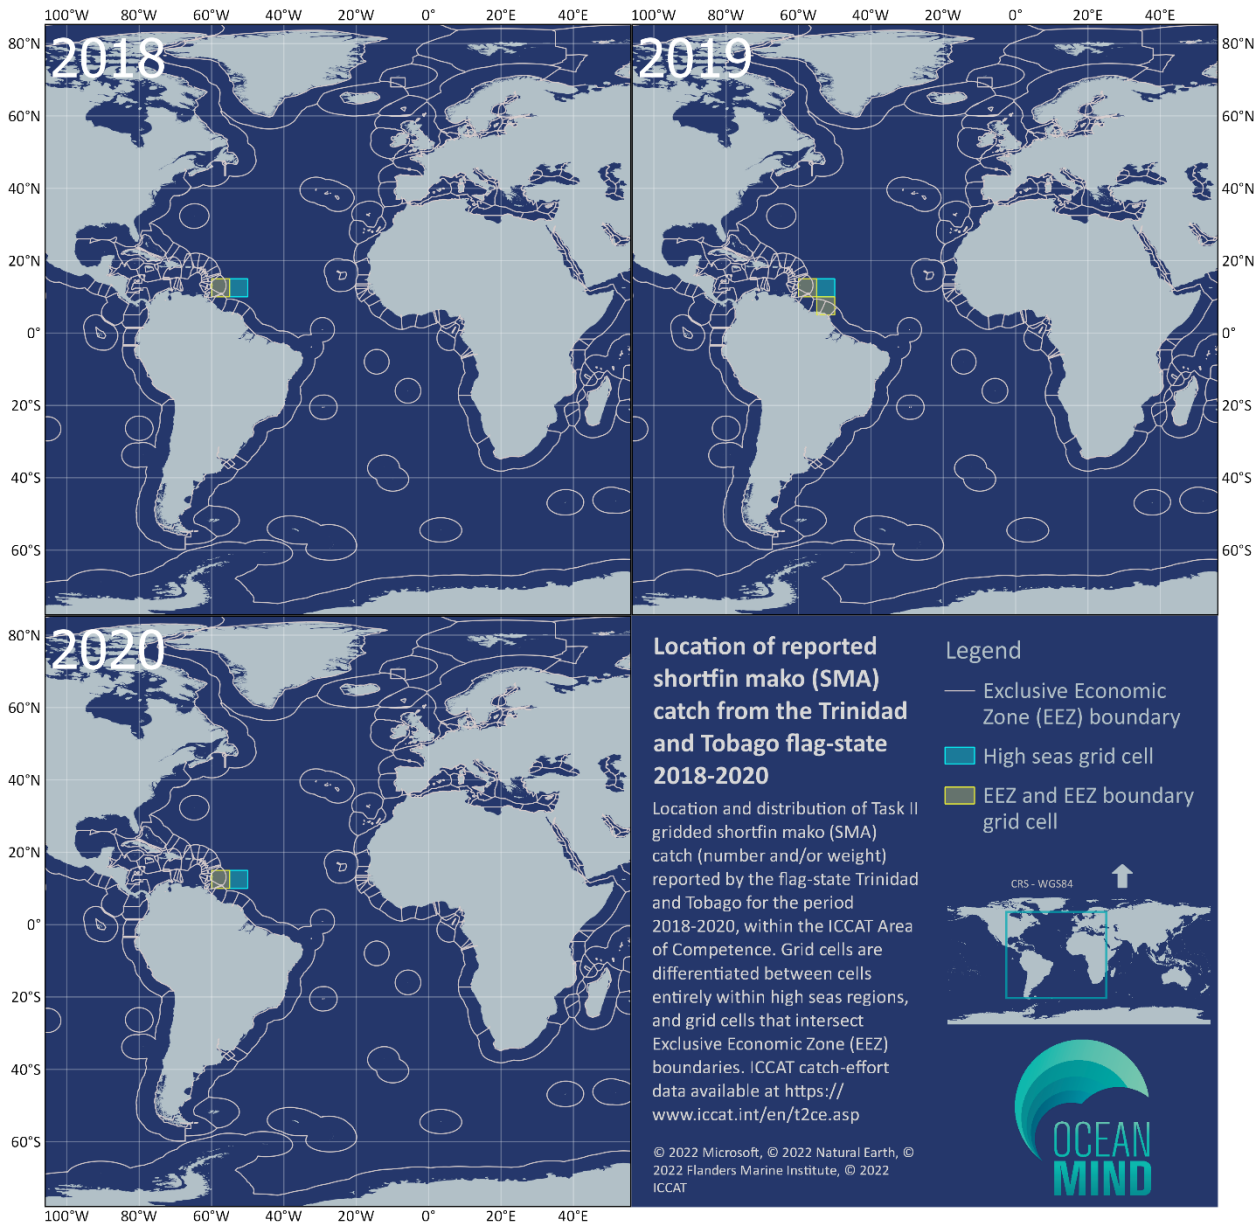 100°W 80°W 60°W 40°W 20°W 0° 20°E 40°E 100°W 80°W 60°W 40°W 20°W 0° 20°E 40°E
2018
2019
80°N
60°N
40°N
20°N
0°
20°S
40°S
60°S
80°N
60°N
40°N
20°N
0°
20°S
40°S
60°S
2020
80°N
60°N
40°N
20°N
0°
20°S
40°S
60°S
100°W 80°W 60°W 40°W 20°W 0° 20°E 40°E
Location of reported
shortfin mako (SMA)
catch from the Trinidad
and Tobago flag-state
2018-2020
Location and distribution of Task II
gridded shortfin mako (SMA)
catch (number and/or weight)
reported by the flag-state Trinidad
and Tobago for the period
2018-2020, within the ICCAT Area
of Competence. Grid cells are
differentiated between cells
entirely within high seas regions,
and grid cells that intersect
Exclusive Economic Zone (EEZ)
boundaries. ICCAT catch-effort
data available at https://
www.iccat.int/en/t2ce.asp
© 2022 Microsoft, © 2022 Natural Earth, ©
2022 Flanders Marine Institute, © 2022
ICCAT
Legend
Exclusive Economic
Zone (EEZ) boundary
High seas grid cell
EEZ and EEZ boundary
grid cell
CRS - WGS84
OCEAN
MIND